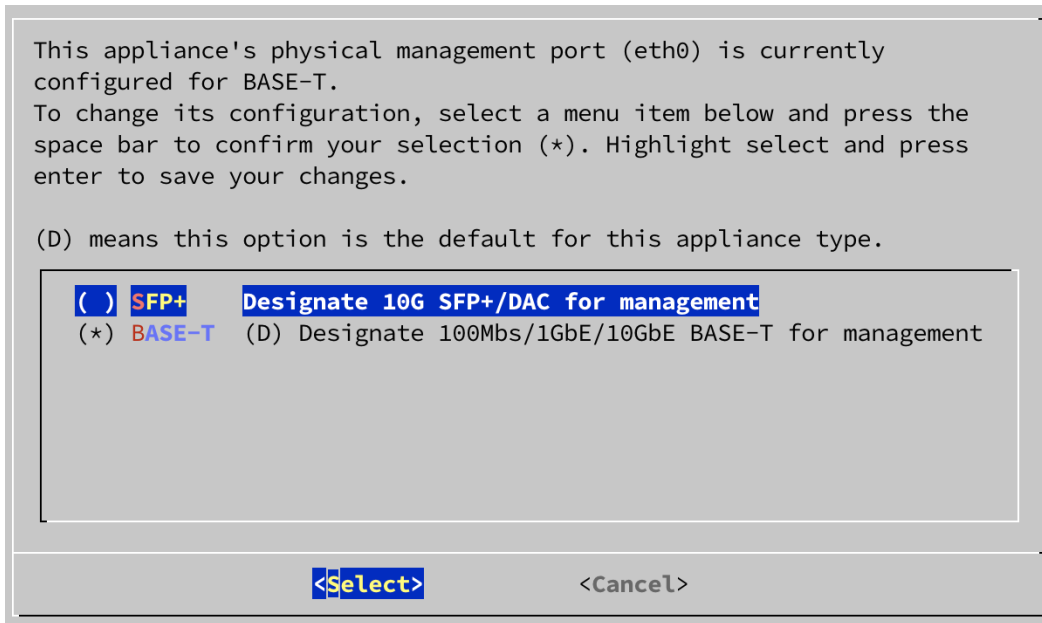 This appliance's physical management port (eth0) is currently
configured for BASE-T.
To change its configuration, select a menu item below and press the
space bar to confirm your selection (*). Highlight select and press
enter to save your changes.
(D) means this option is the default for this appliance type.
( ) SFP+ Designate 10G SFP+/DAC for management
(*) BASE-T (D) Designate 100Mbs/1GbE/10GbE BASE-T for management
<Select> <Cancel>